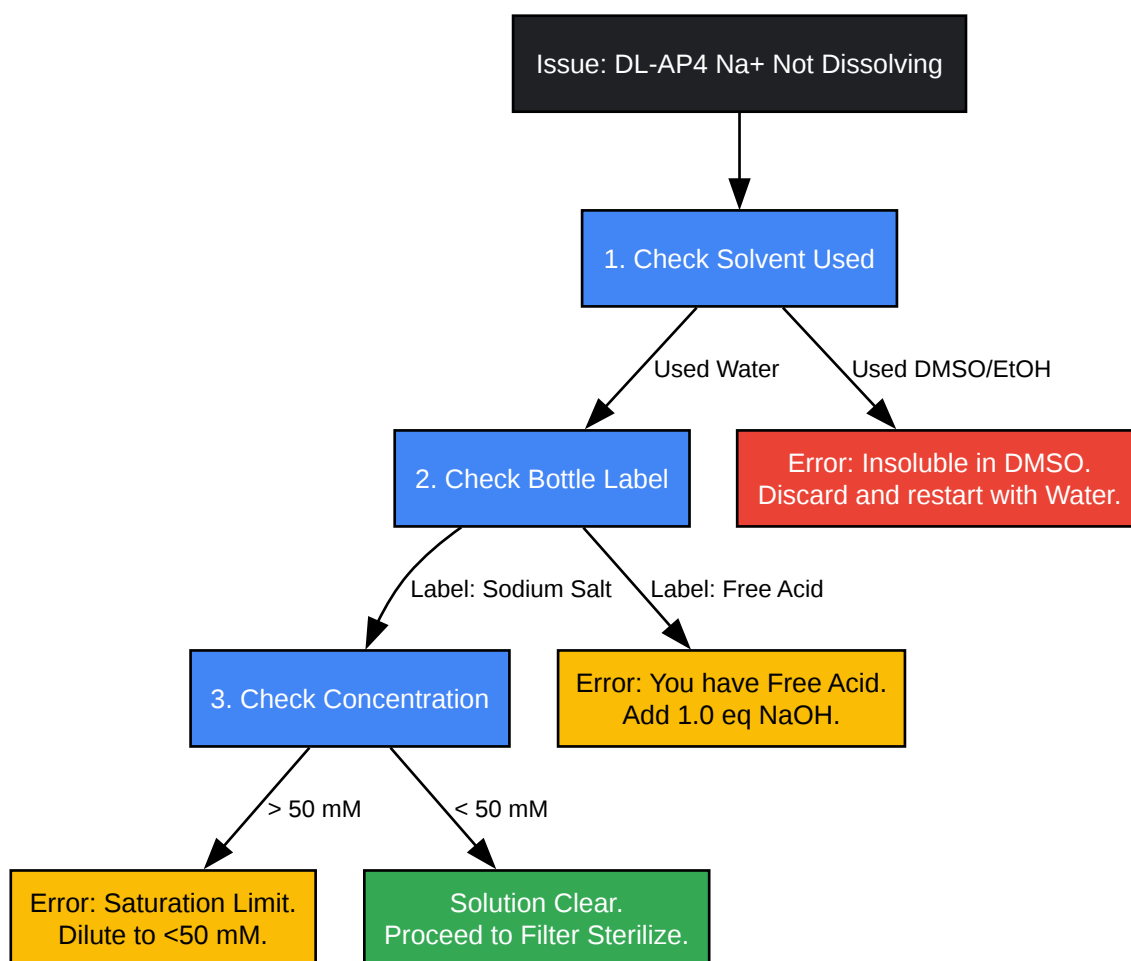 Issue: DL-AP4 Na+ Not Dissolving
1. Check Solvent Used
Used Water
Used DMSO/EtOH
2. Check Bottle Label
Error: Insoluble in DMSO.
Discard and restart with Water.
Label: Sodium Salt
Label: Free Acid
3. Check Concentration
Error: You have Free Acid.
Add 1.0 eq NaOH.
> 50 mM
< 50 mM
Error: Saturation Limit.
Dilute to <50 mM.
Solution Clear.
Proceed to Filter Sterilize.